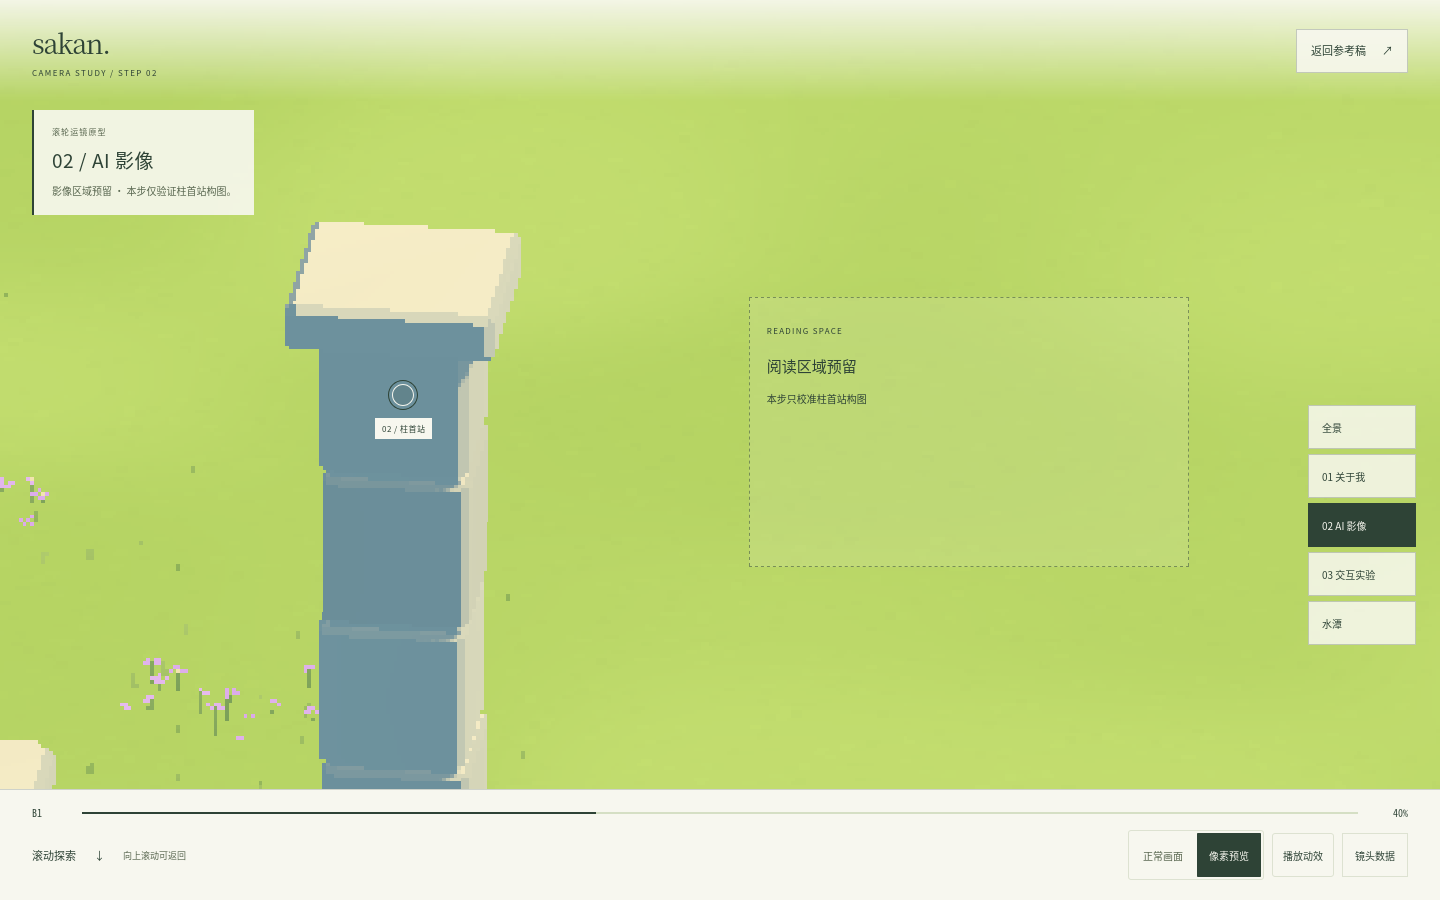 sakan.
CAMERA STUDY / STEP 02
返回参考稿 ↗
滚轮运镜原型
02 / AI 影像
影像区域预留 · 本步仅验证柱首站构图。
READING SPACE
阅读区域预留
本步只校准柱首站构图
02 / 柱首站
全景
01 关于我
02 AI 影像
03 交互实验
水潭
B1
40%
滚动探索 ↓ 向上滚动可返回
正常画面
像素预览
播放动效
镜头数据